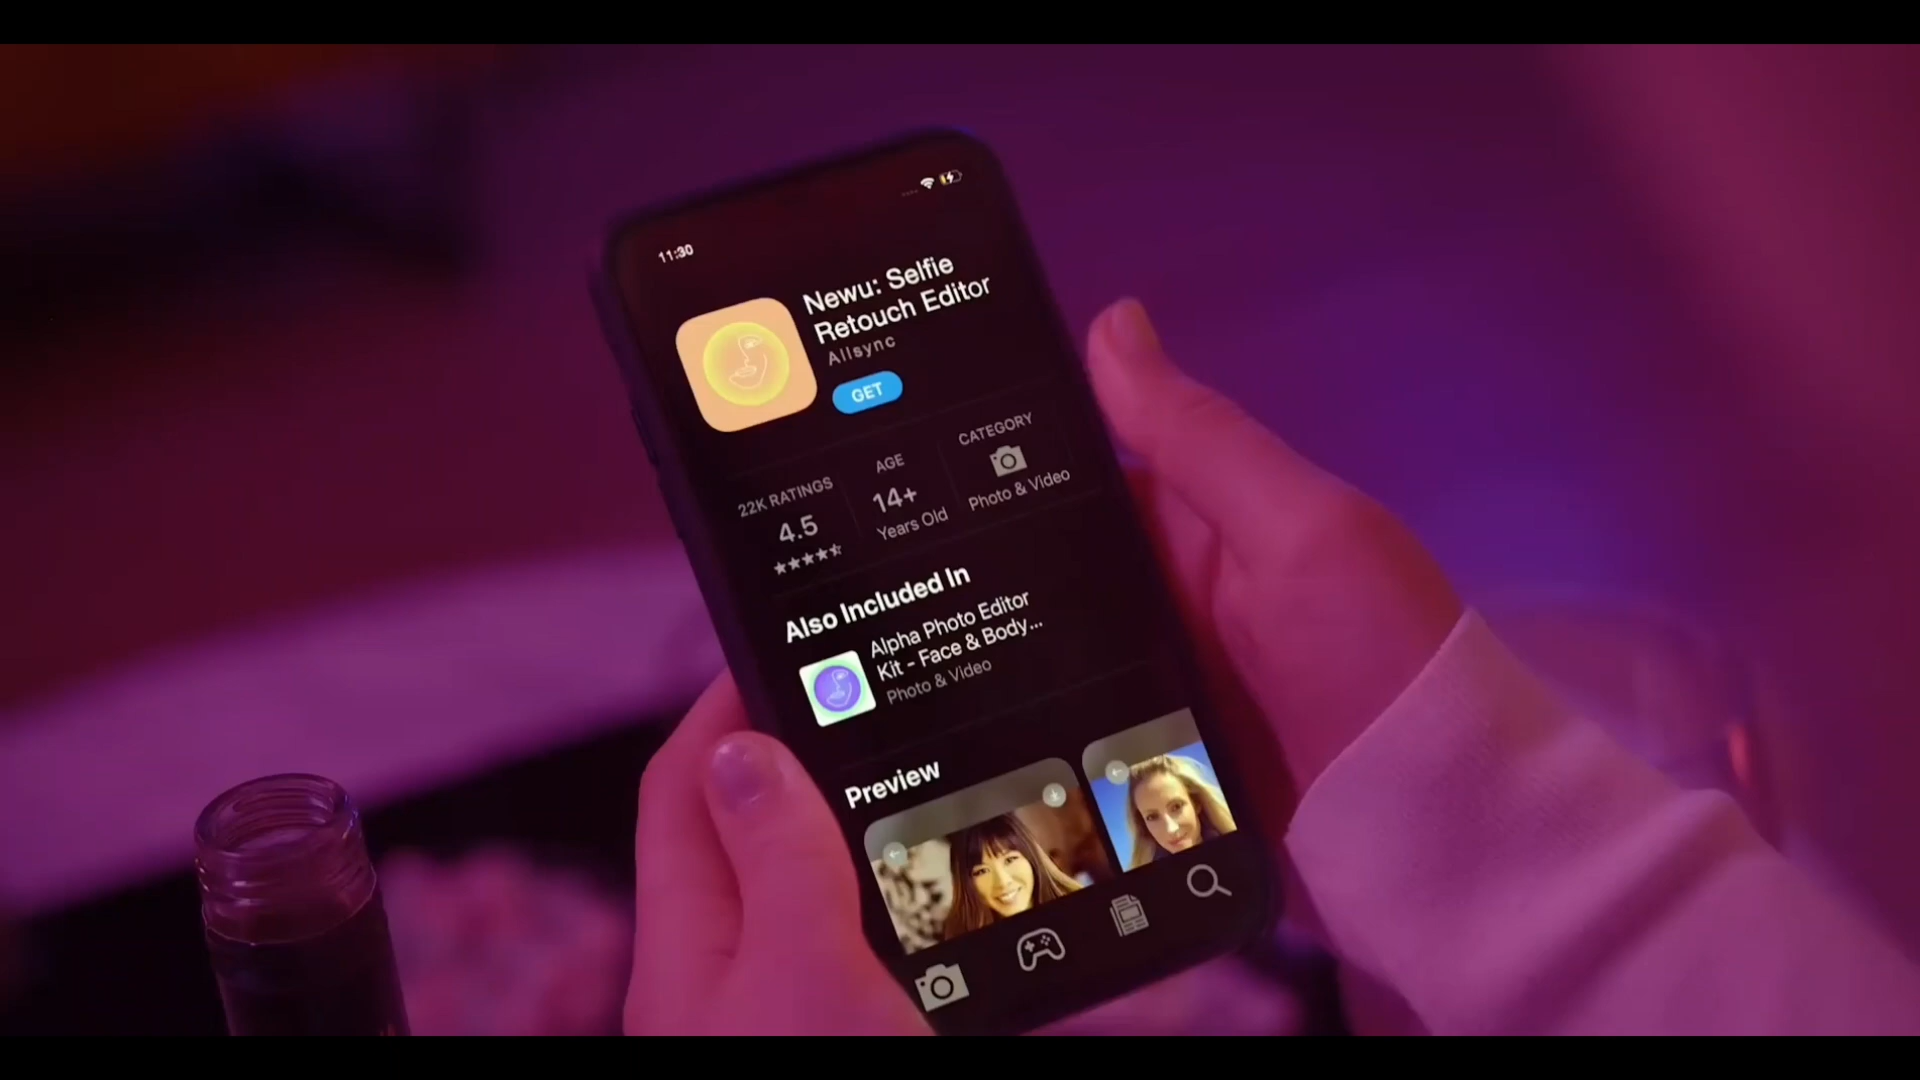 11:30
Newu: Selfie
Retouch Editor
Allsync
GET
22K RATINGS
4.5
AGE
14+
Years Old
CATEGORY
Photo & Video
Also Included In
Alpha Photo Editor
Kit - Face & Body...
Photo & Video
Preview